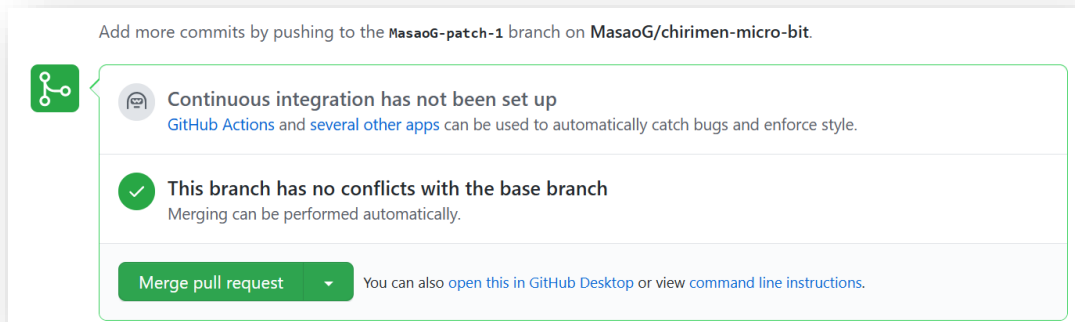 Add more commits by pushing to the MasaoG-patch-1 branch on MasaoG/chirimen-micro-bit.
Continuous integration has not been set up
GitHub Actions and several other apps can be used to automatically catch bugs and enforce style.
This branch has no conflicts with the base branch
Merging can be performed automatically.
Merge pull request
You can also open this in GitHub Desktop or view command line instructions.